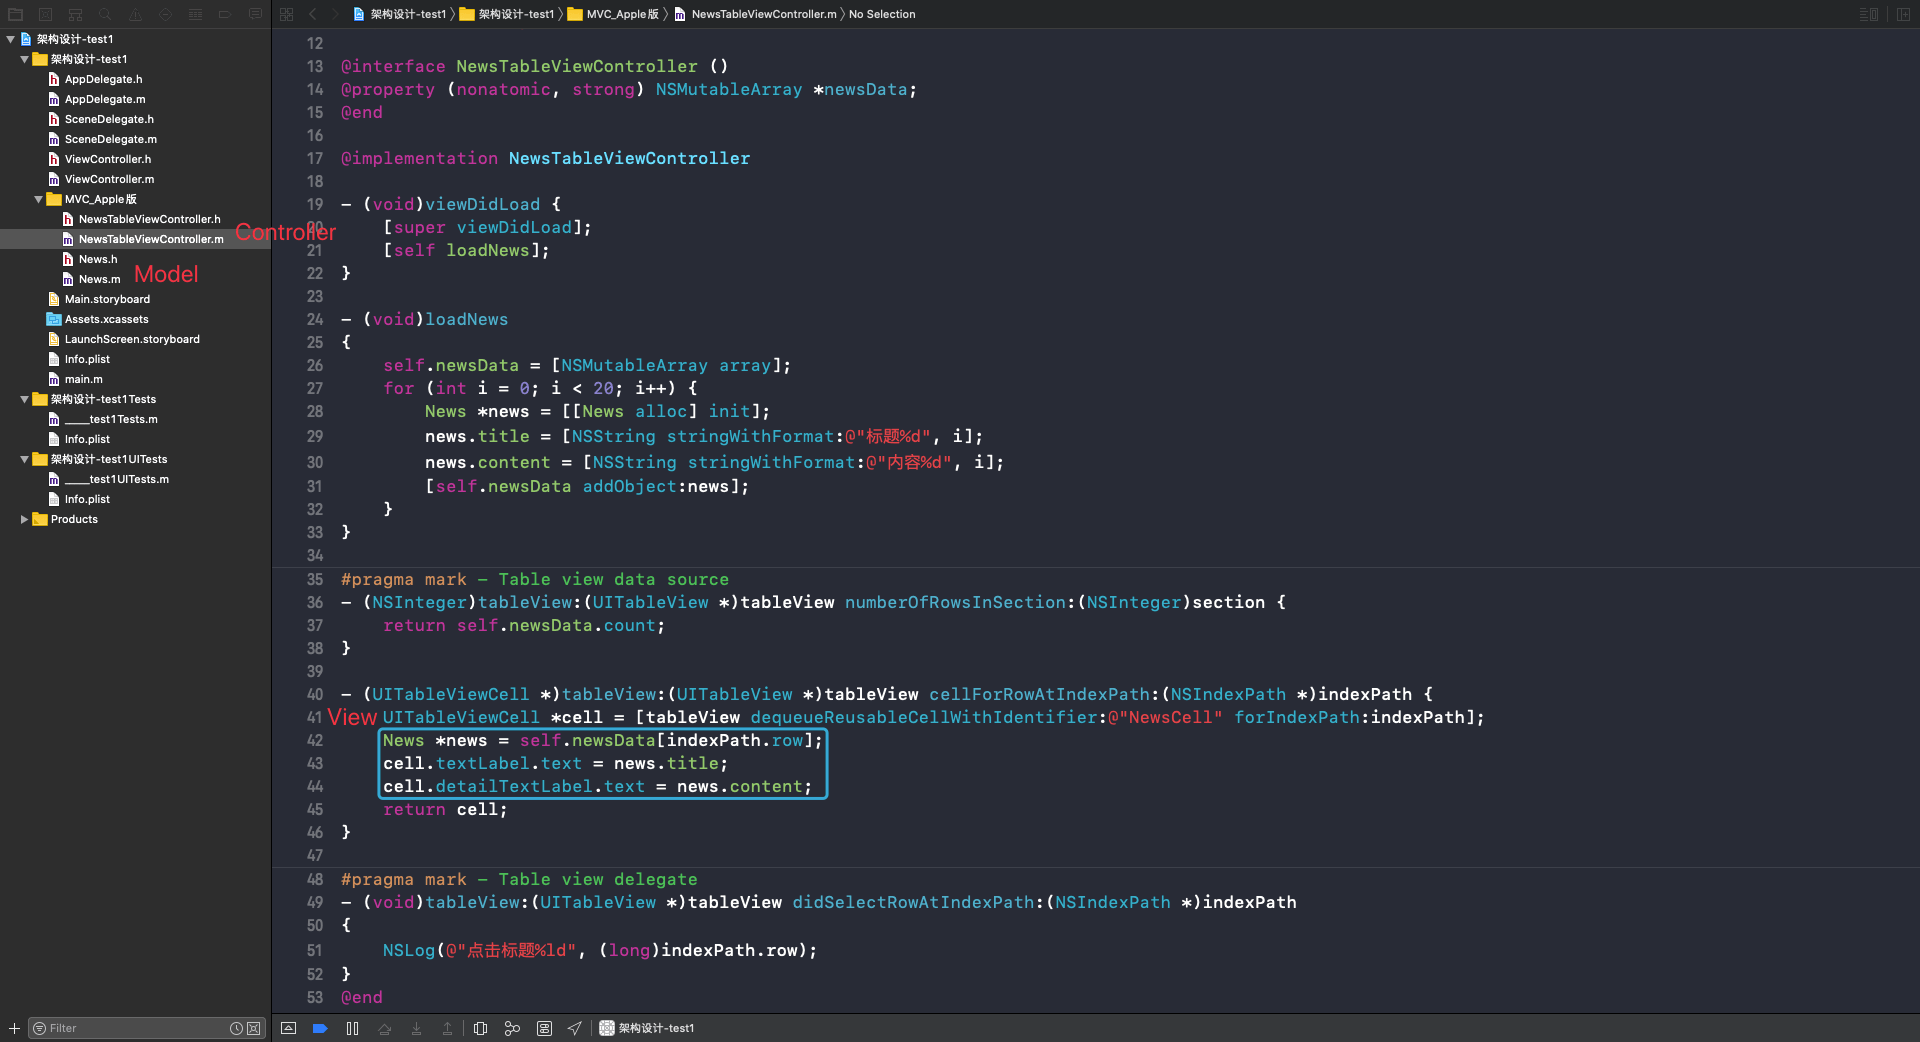 架构设计-test1 〉 架构设计-test1 〉 MVC_Apple版 〉 NewsTableViewController.m 〉 No Selection
架构设计-test1
架构设计-test1
AppDelegate.h
AppDelegate.m
SceneDelegate.h
SceneDelegate.m
ViewController.h
ViewController.m
MVC_Apple版
NewsTableViewController.h
NewsTableViewController.m
Controller
News.h
News.m
Model
Main.storyboard
Assets.xcassets
LaunchScreen.storyboard
Info.plist
main.m
架构设计-test1Tests
____test1Tests.m
Info.plist
架构设计-test1UITests
____test1UITests.m
Info.plist
Products
Filter
12
13 @interface NewsTableViewController ()
14 @property (nonatomic, strong) NSMutableArray *newsData;
15 @end
16
17 @implementation NewsTableViewController
18
19 - (void)viewDidLoad {
20     [super viewDidLoad];
21     [self loadNews];
22 }
23
24 - (void)loadNews
25 {
26     self.newsData = [NSMutableArray array];
27     for (int i = 0; i < 20; i++) {
28         News *news = [[News alloc] init];
29         news.title = [NSString stringWithFormat:@"标题%d", i];
30         news.content = [NSString stringWithFormat:@"内容%d", i];
31         [self.newsData addObject:news];
32     }
33 }
34
35 #pragma mark - Table view data source
36 - (NSInteger)tableView:(UITableView *)tableView numberOfRowsInSection:(NSInteger)section {
37     return self.newsData.count;
38 }
39
40 - (UITableViewCell *)tableView:(UITableView *)tableView cellForRowAtIndexPath:(NSIndexPath *)indexPath {
41 View UITableViewCell *cell = [tableView dequeueReusableCellWithIdentifier:@"NewsCell" forIndexPath:indexPath];
42     News *news = self.newsData[indexPath.row];
43     cell.textLabel.text = news.title;
44     cell.detailTextLabel.text = news.content;
45     return cell;
46 }
47
48 #pragma mark - Table view delegate
49 - (void)tableView:(UITableView *)tableView didSelectRowAtIndexPath:(NSIndexPath *)indexPath
50 {
51     NSLog(@"点击标题%ld", (long)indexPath.row);
52 }
53 @end
架构设计-test1